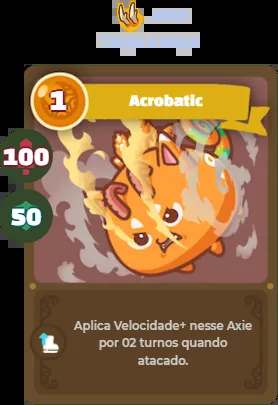 1
Acrobatic
100
50
Aplica Velocidade+ nesse Axie
por 02 turnos quando
atacado.